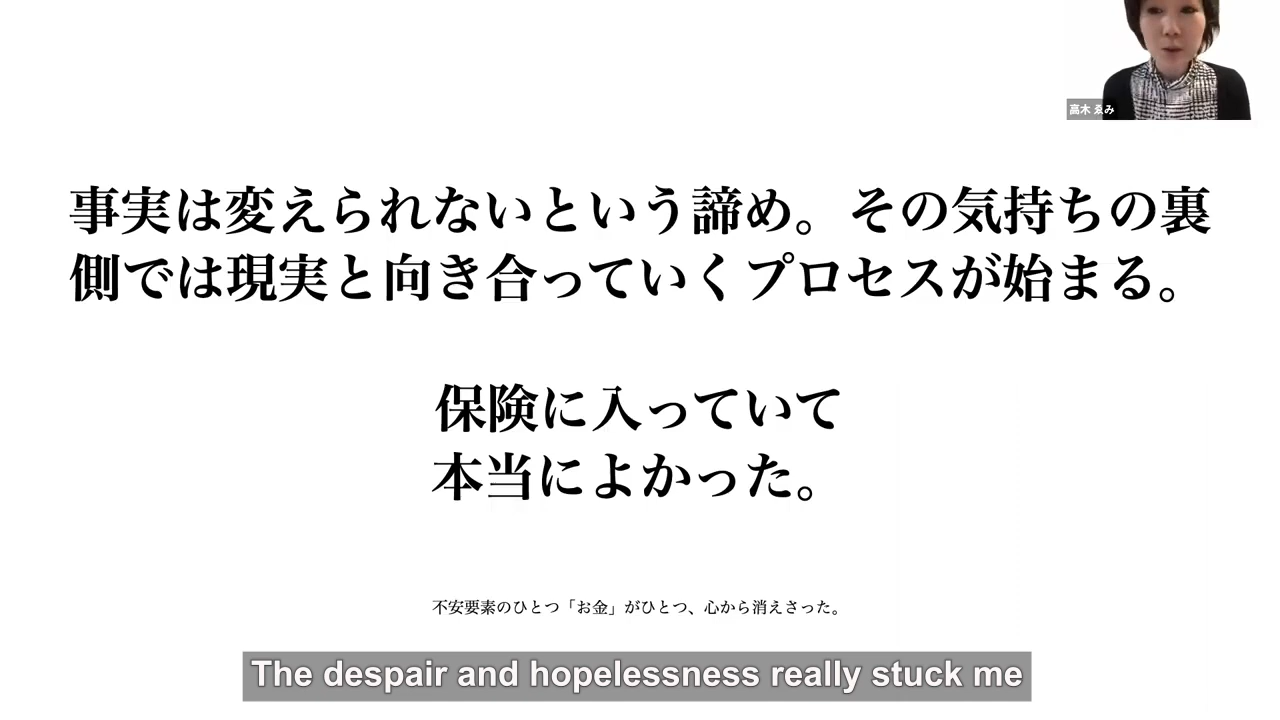 高木 ゑみ
事実は変えられないという諦め。その気持ちの裏
側では現実と向き合っていくプロセスが始まる。
保険に入っていて
本当によかった。
不安要素のひとつ「お金」がひとつ、心から消えさった。
The despair and hopelessness really stuck me